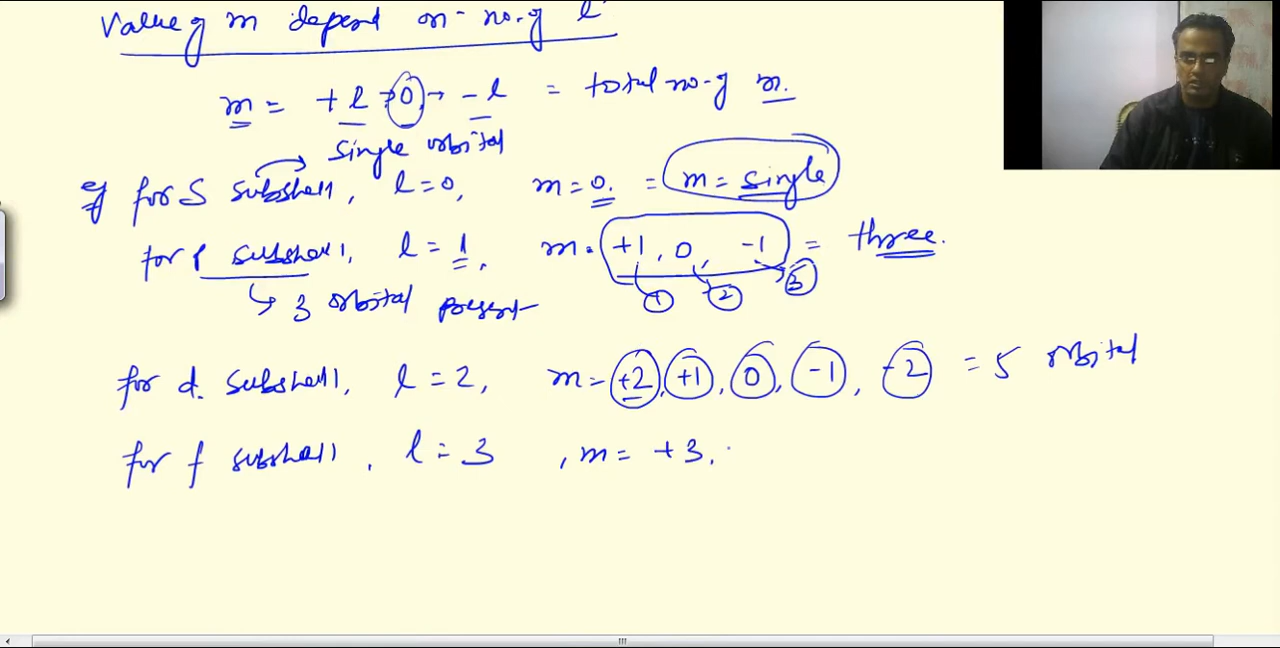 Value of m depend on no. of l
m = +l → 0 → -l = total no. of m.
single orbital
eg for S subshell, l = 0, m = 0. = m = single
for p subshell, l = 1, m = +1, 0, -1 = three.
1 2 3
↳ 3 orbital present
for d. subshell, l = 2, m = +2, +1, 0, -1, -2 = 5 orbital
for f subshell, l = 3, m = +3,